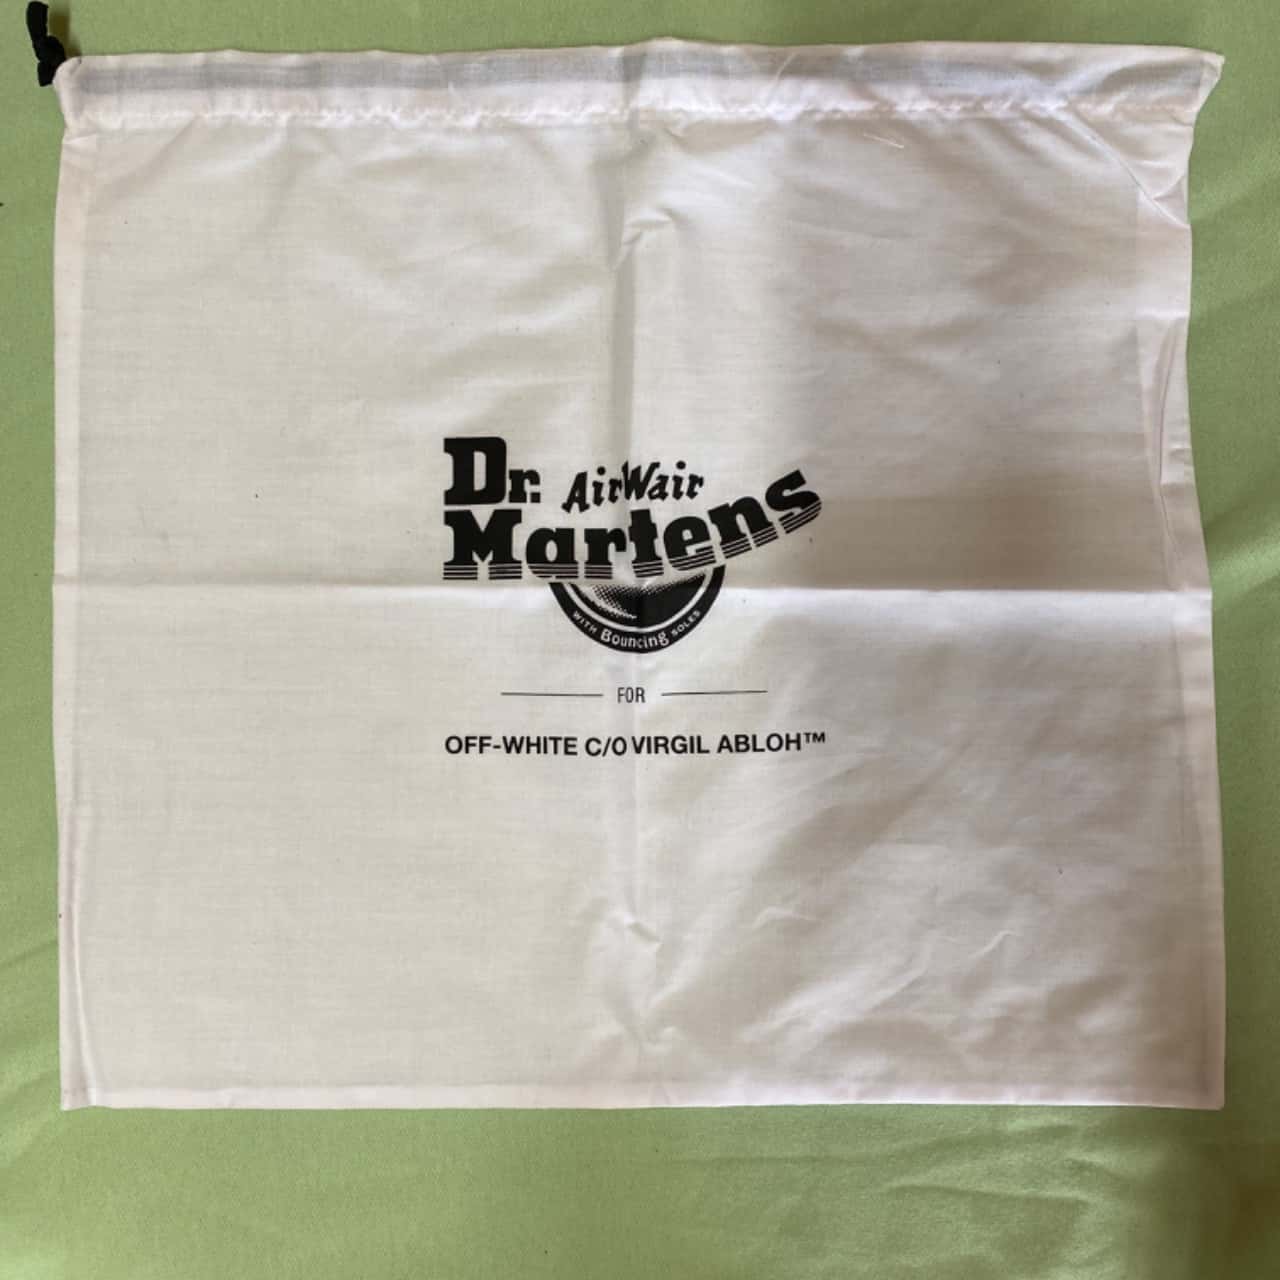 Dr. AirWair
Martens
WITH Bouncing SOLES
FOR
OFF-WHITE C/O VIRGIL ABLOH™